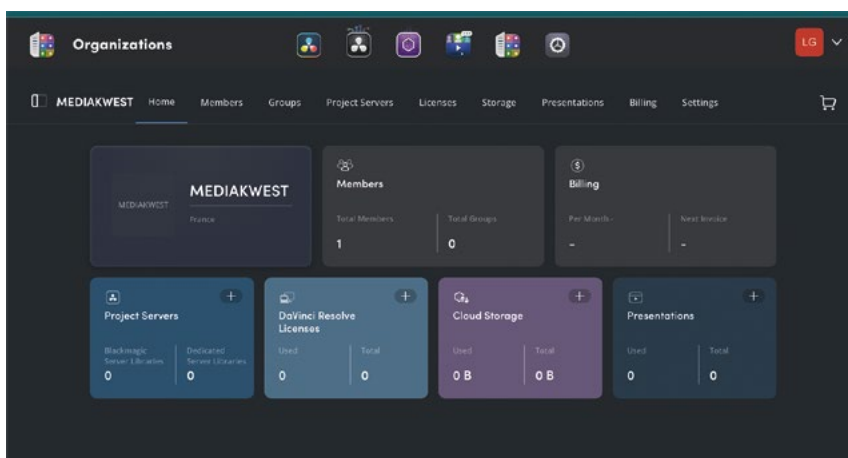 Organizations
LG
MEDIAKWEST Home Members Groups Project Servers Licenses Storage Presentations Billing Settings
MEDIAKWEST
MEDIAKWEST
France
Members
Total Members Total Groups
1 0
Billing
Per Month - Next Invoice
- -
Project Servers
Blackmagic Server Libraries
Dedicated Server Libraries
0 0
DaVinci Resolve
Licenses
Used Total
0 0
Cloud Storage
Used Total
0 B 0 B
Presentations
Used Total
0 0